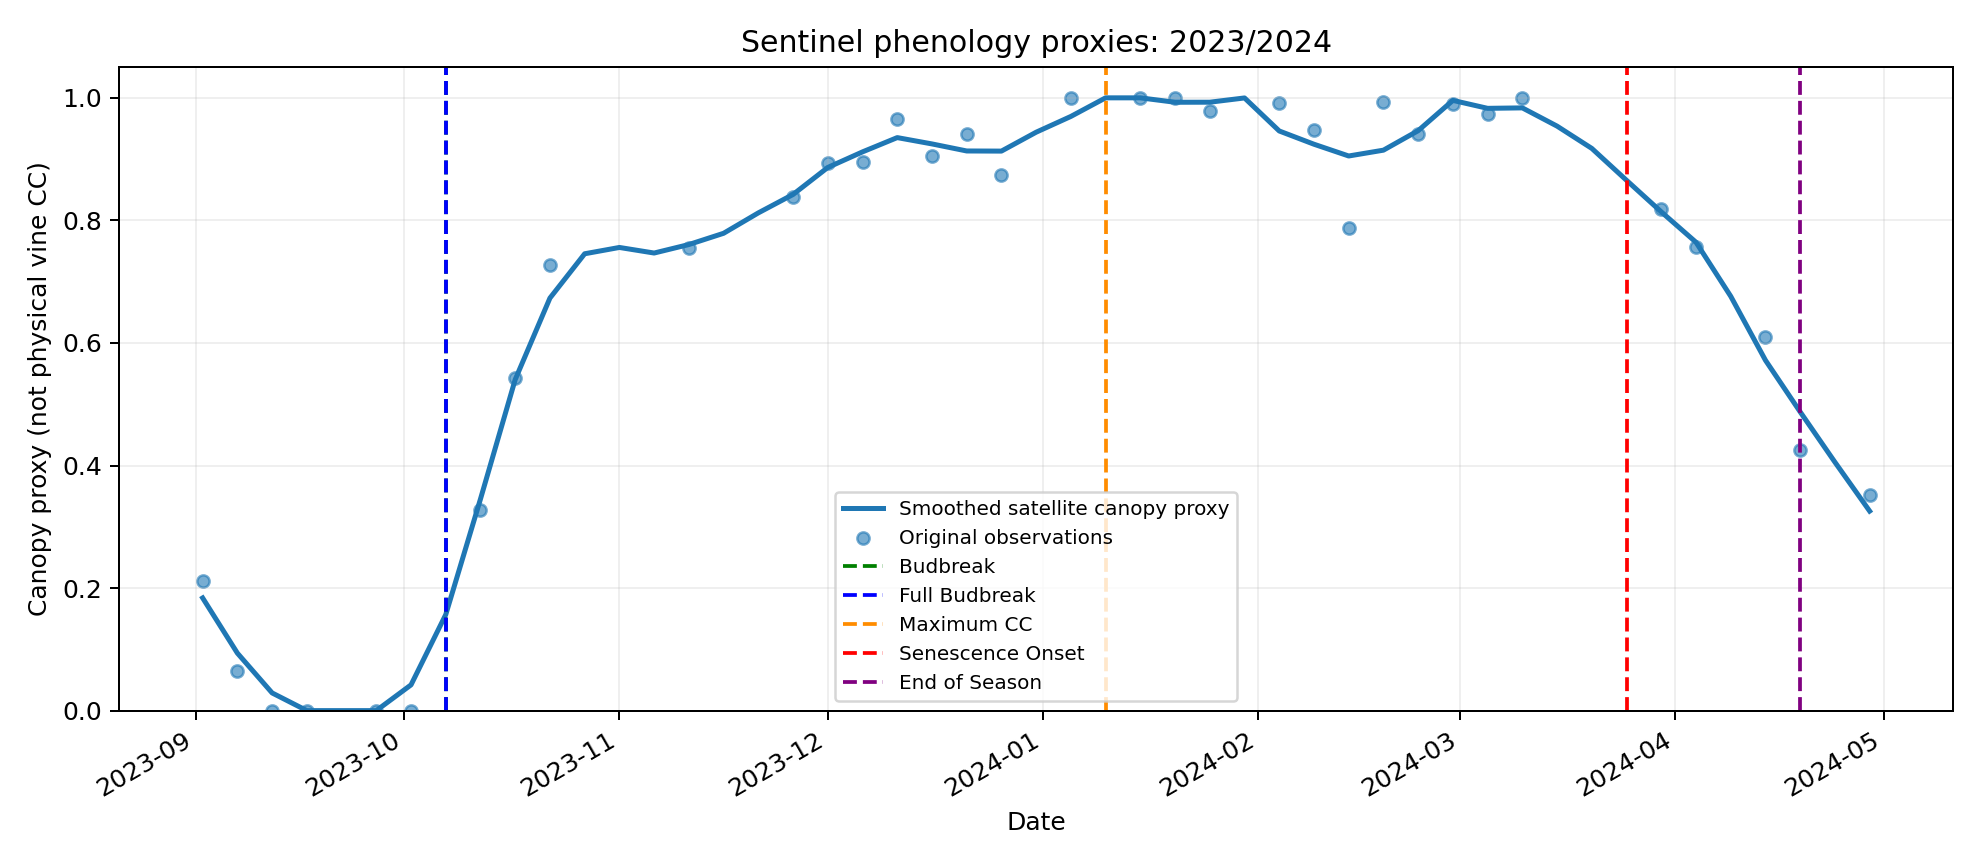 Sentinel phenology proxies: 2023/2024
Canopy proxy (not physical vine CC)
1.0
0.8
0.6
0.4
0.2
0.0
Smoothed satellite canopy proxy
Original observations
Budbreak
Full Budbreak
Maximum CC
Senescence Onset
End of Season
2023-09
2023-10
2023-11
2023-12
2024-01
2024-02
2024-03
2024-04
2024-05
Date